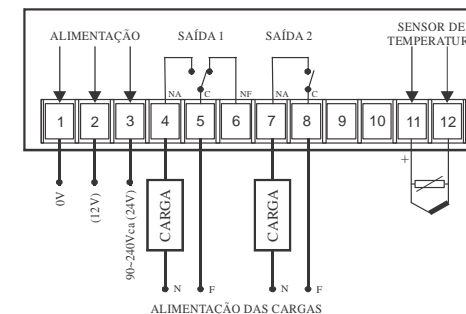 ALIMENTAÇÃO SAÍDA 1 SAÍDA 2 SENSOR DE
TEMPERATUR
NA C NF NA C
1 2 3 4 5 6 7 8 9 10 11 12
+
0V
(12V)
90~240Vca (24V)
CARGA
CARGA
N F N F
ALIMENTAÇÃO DAS CARGAS